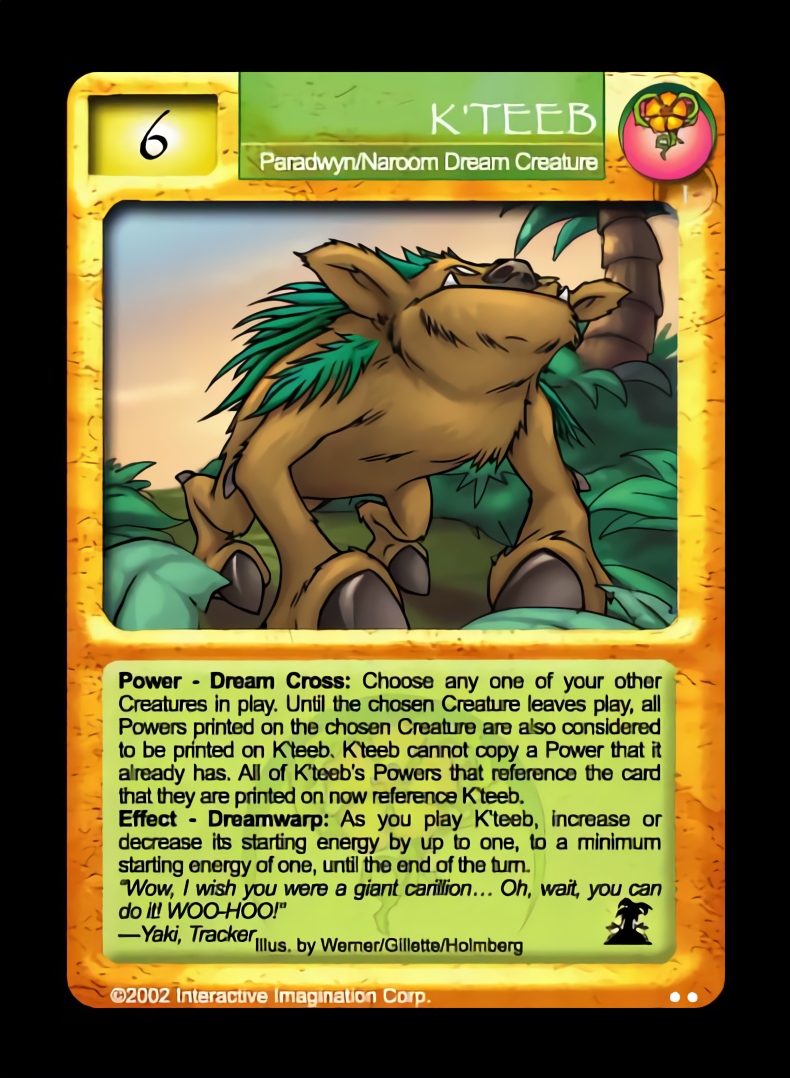 6
K'TEEB
Paradwyn/Naroom Dream Creature
1
Power - Dream Cross: Choose any one of your other
Creatures in play. Until the chosen Creature leaves play, all
Powers printed on the chosen Creature are also considered
to be printed on K'teeb. K'teeb cannot copy a Power that it
already has. All of K'teeb's Powers that reference the card
that they are printed on now reference K'teeb.
Effect - Dreamwarp: As you play K'teeb, increase or
decrease its starting energy by up to one, to a minimum
starting energy of one, until the end of the turn.
"Wow, I wish you were a giant carillion... Oh, wait, you can
do it! WOO-HOO!"
—Yaki, Tracker
Illus. by Werner/Gillette/Holmberg
©2002 Interactive Imagination Corp.